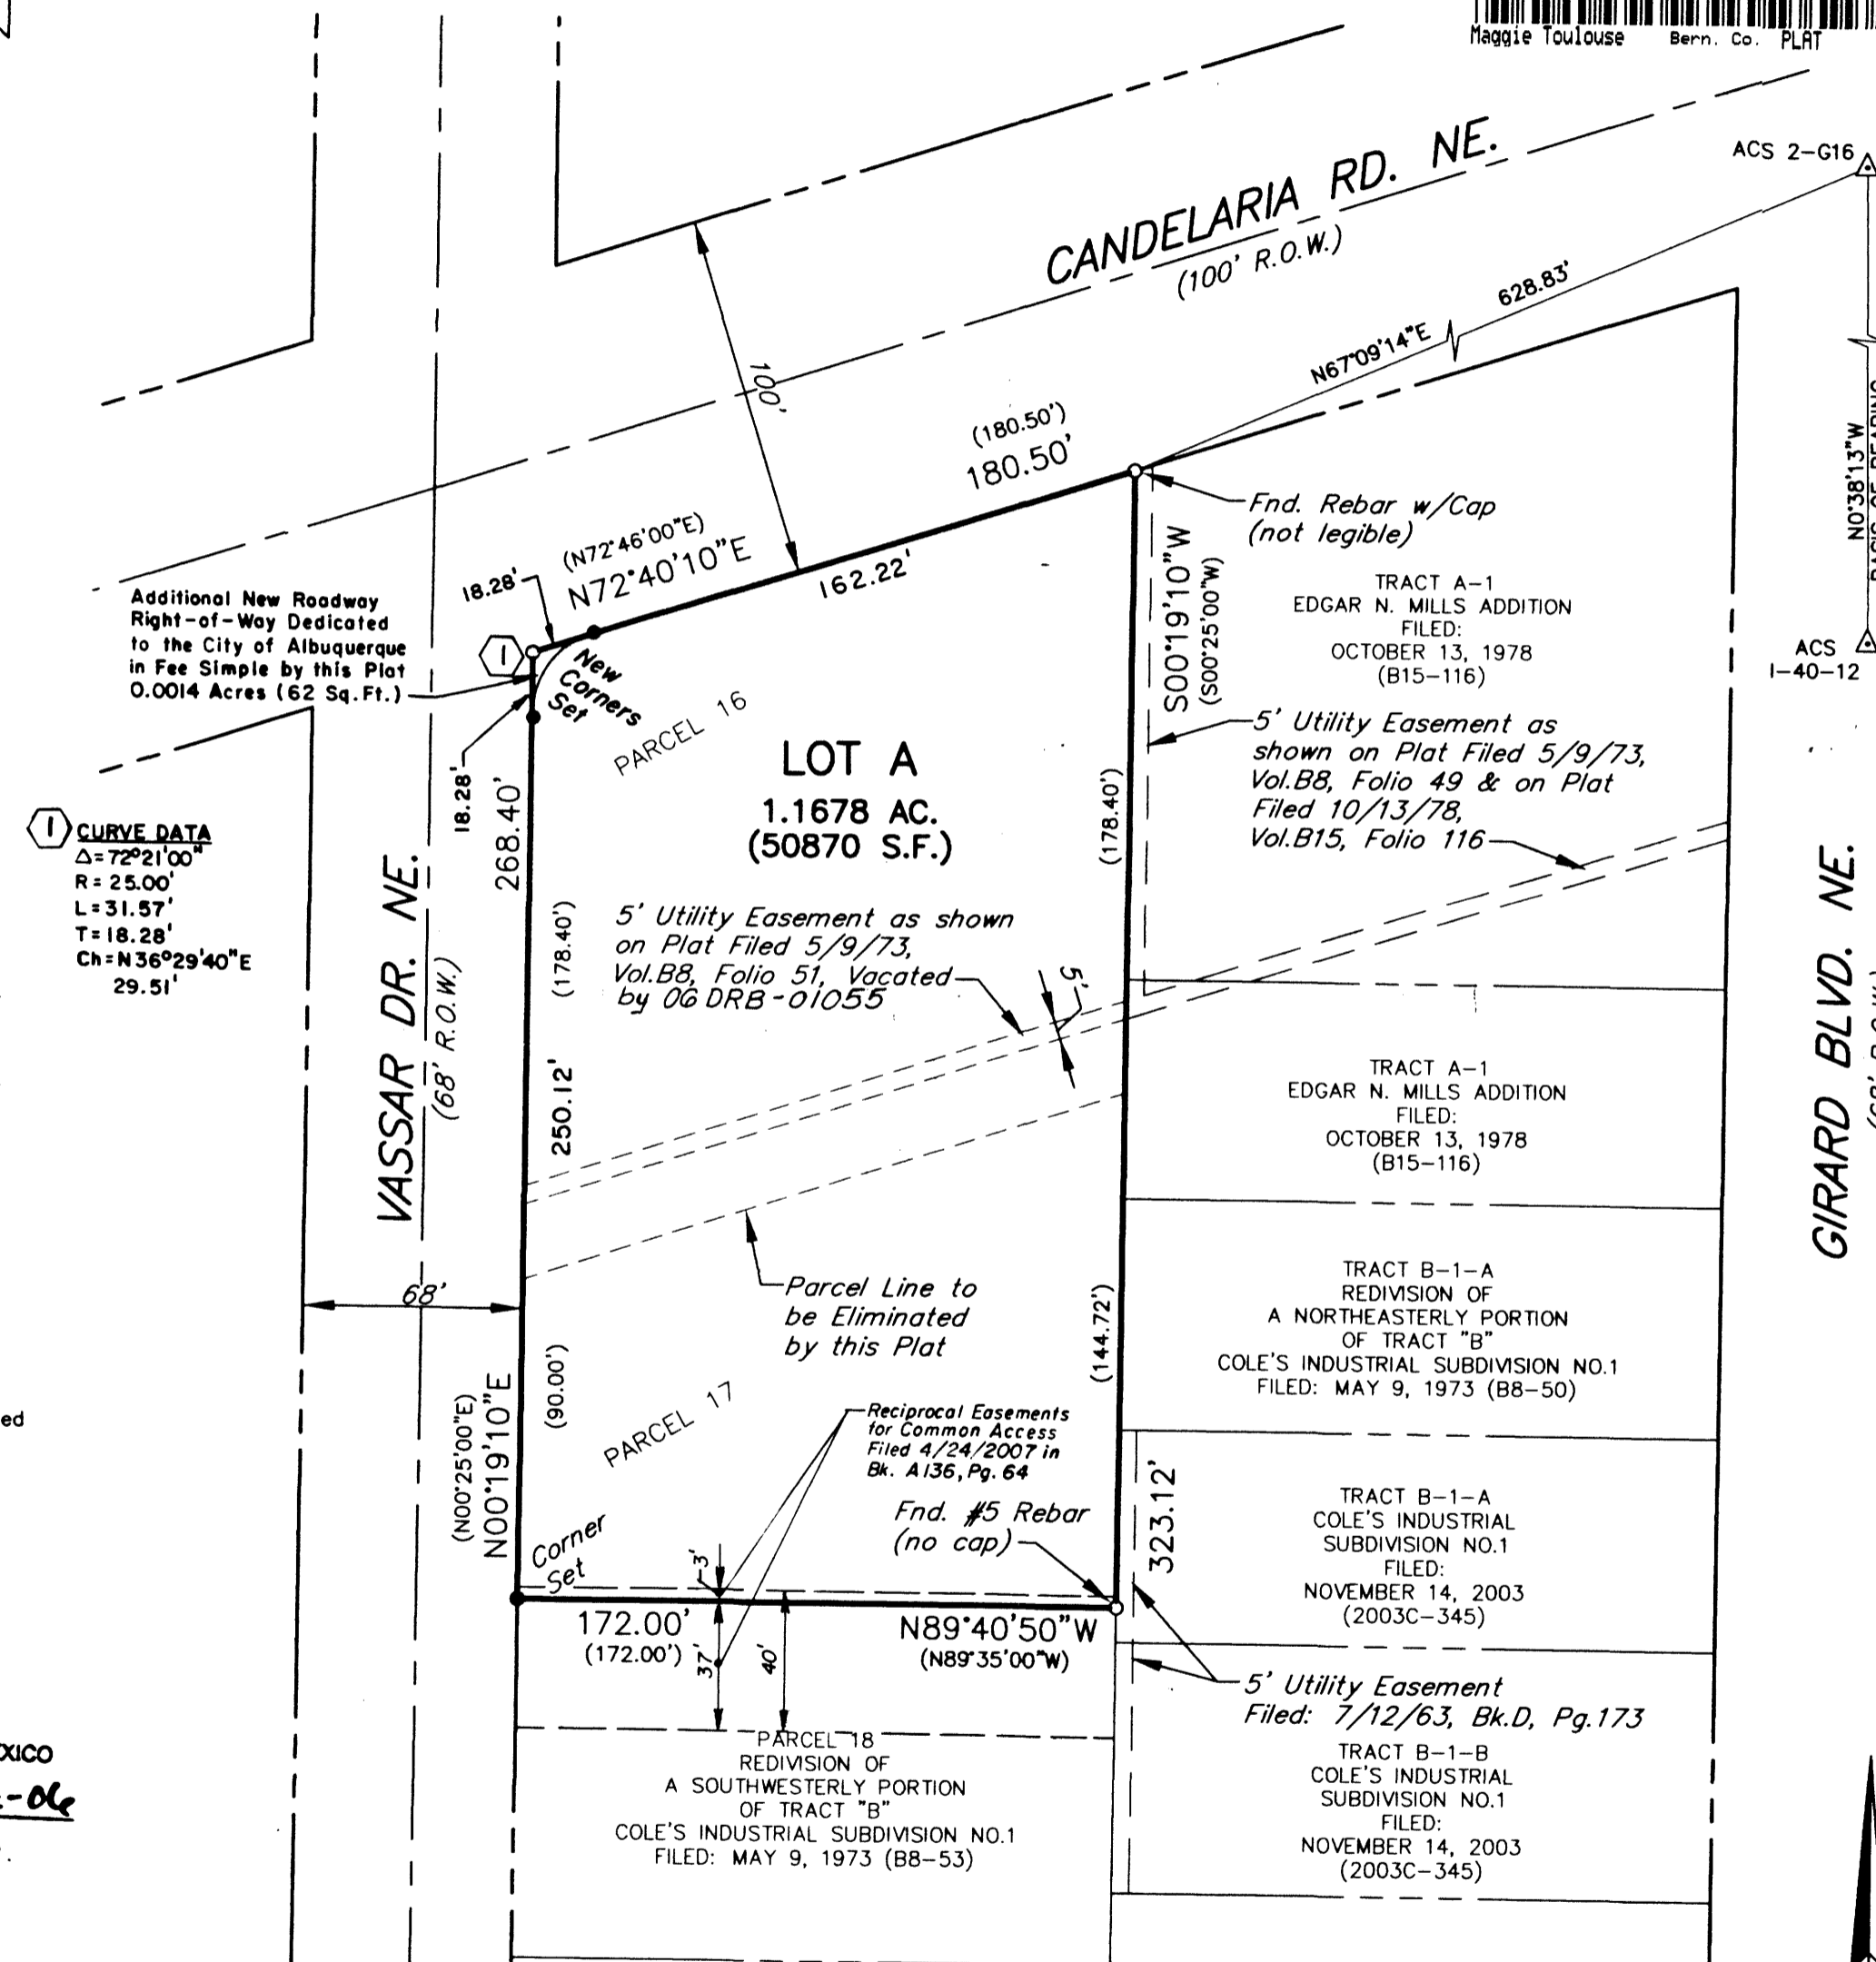 Maggie Toulouse Bern. Co. PLAT
CANDELARIA RD. NE.
(100' R.O.W.)
ACS 2-G16
628.83'
N67°09'14"E
100'
(180.50')
180.50'
N0°38'13"W
BASIS OF BEARING
ACS
I-40-12
Fnd. Rebar w/Cap
(not legible)
(N72°46'00"E)
N72°40'10"E
18.28'
162.22'
Additional New Roadway
Right-of-Way Dedicated
to the City of Albuquerque
in Fee Simple by this Plat
0.0014 Acres (62 Sq.Ft.)
1
New
Corners
Set
PARCEL 16
S00°19'10"W
(S00°25'00"W)
TRACT A-1
EDGAR N. MILLS ADDITION
FILED:
OCTOBER 13, 1978
(B15-116)
LOT A
1.1678 AC.
(50870 S.F.)
18.28'
268.40'
(178.40')
5' Utility Easement as
shown on Plat Filed 5/9/73,
Vol.B8, Folio 49 & on Plat
Filed 10/13/78,
Vol.B15, Folio 116
1 CURVE DATA
Δ=72°21'00"
R=25.00'
L=31.57'
T=18.28'
Ch=N36°29'40"E
29.51'
VASSAR DR. NE.
(68' R.O.W.)
(178.40')
250.12'
5' Utility Easement as shown
on Plat Filed 5/9/73,
Vol.B8, Folio 51, Vacated
by 06 DRB-01055
5'
GIRARD BLVD. NE.
(68' R.O.W.)
TRACT A-1
EDGAR N. MILLS ADDITION
FILED:
OCTOBER 13, 1978
(B15-116)
68'
Parcel Line to
be Eliminated
by this Plat
(144.72')
TRACT B-1-A
REDIVISION OF
A NORTHEASTERLY PORTION
OF TRACT "B"
COLE'S INDUSTRIAL SUBDIVISION NO.1
FILED: MAY 9, 1973 (B8-50)
ed
(N00°25'00"E)
N00°19'10"E
(90.00')
PARCEL 17
Reciprocal Easements
for Common Access
Filed 4/24/2007 in
Bk. A136, Pg. 64
Fnd. #5 Rebar
(no cap)
323.12'
TRACT B-1-A
COLE'S INDUSTRIAL
SUBDIVISION NO.1
FILED:
NOVEMBER 14, 2003
(2003C-345)
Corner
Set
3'
172.00'
(172.00')
37'
40'
N89°40'50"W
(N89°35'00"W)
5' Utility Easement
Filed: 7/12/63, Bk.D, Pg.173
PARCEL 18
REDIVISION OF
A SOUTHWESTERLY PORTION
OF TRACT "B"
COLE'S INDUSTRIAL SUBDIVISION NO.1
FILED: MAY 9, 1973 (B8-53)
TRACT B-1-B
COLE'S INDUSTRIAL
SUBDIVISION NO.1
FILED:
NOVEMBER 14, 2003
(2003C-345)
XICO
-06